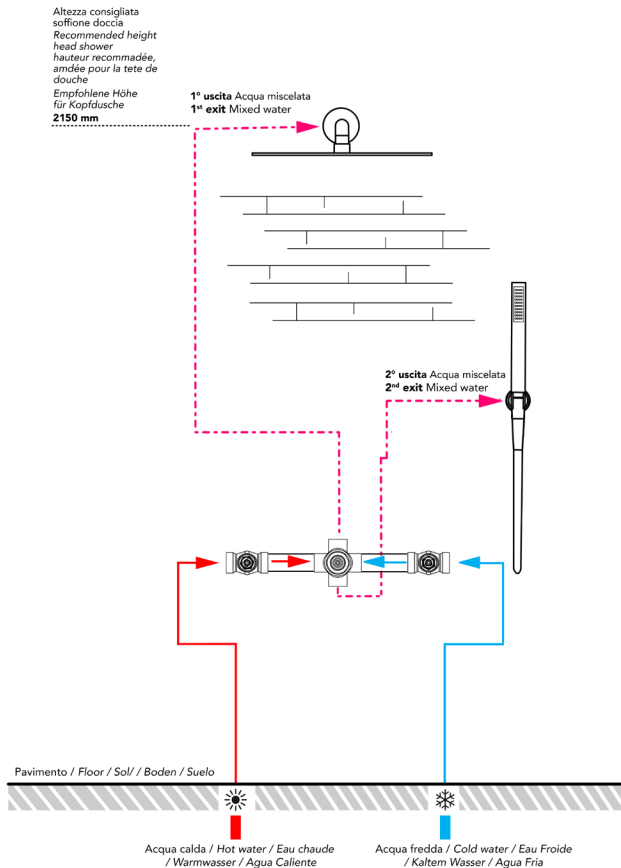 Altezza consigliata
soffione doccia
Recommended height
head shower
hauteur recommadée,
amdée pour la tete de
douche
Empfohlene Höhe
für Kopfdusche
2150 mm
1° uscita Acqua miscelata
1st exit Mixed water
2° uscita Acqua miscelata
2nd exit Mixed water
Pavimento / Floor / Sol/ / Boden / Suelo
Acqua calda / Hot water / Eau chaude
/ Warmwasser / Agua Caliente
Acqua fredda / Cold water / Eau Froide
/ Kaltem Wasser / Agua Fria